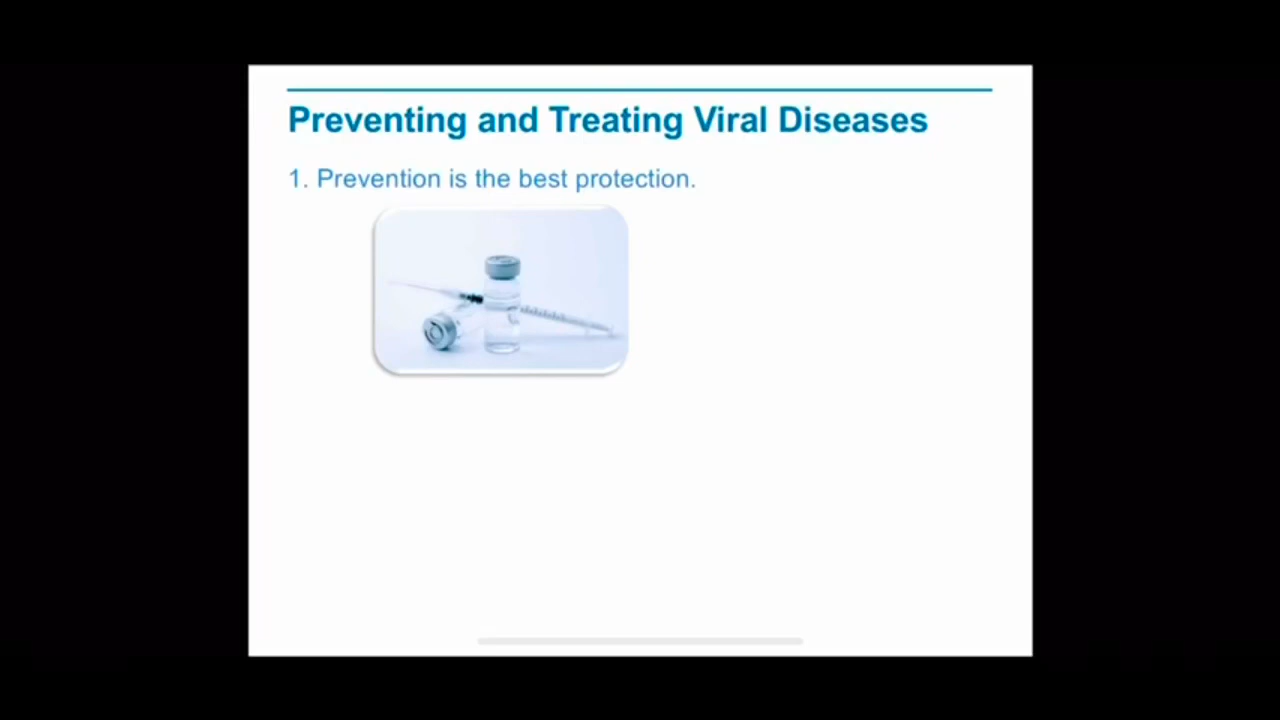 Preventing and Treating Viral Diseases
1. Prevention is the best protection.